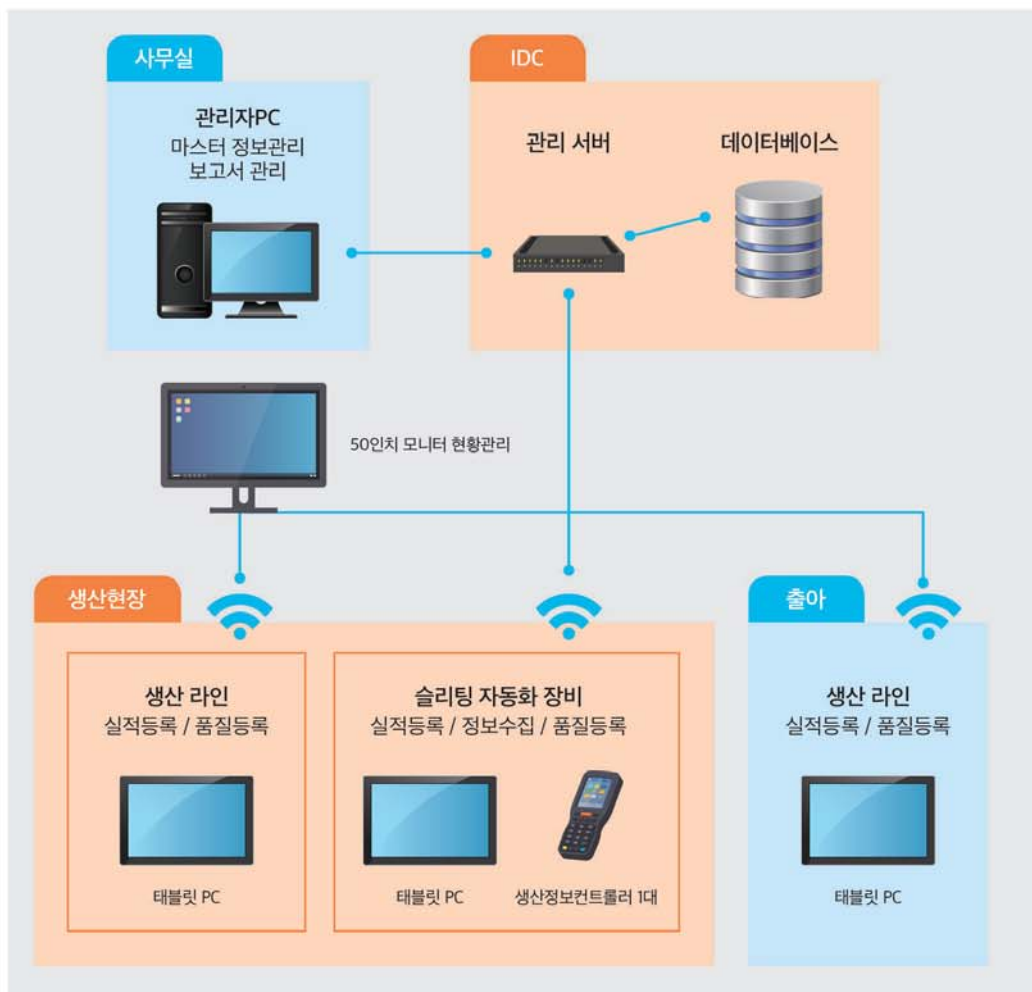 사무실
관리자PC
마스터 정보관리
보고서 관리
IDC
관리 서버
데이터베이스
50인치 모니터 현황관리
생산현장
생산 라인
실적등록 / 품질등록
태블릿 PC
슬리팅 자동화 장비
실적등록 / 정보수집 / 품질등록
태블릿 PC
생산정보컨트롤러 1대
출아
생산 라인
실적등록 / 품질등록
태블릿 PC